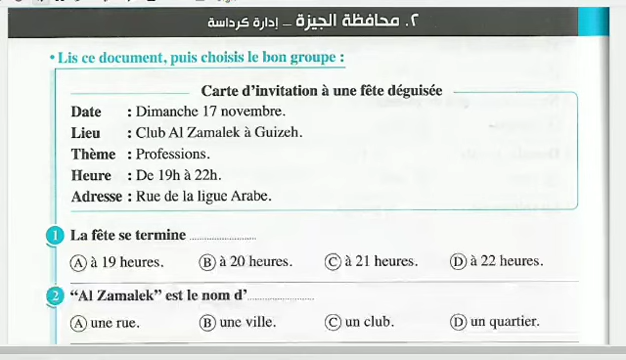 ٢. محافظة الجيزة – إدارة كرداسة
• Lis ce document, puis choisis le bon groupe :
Carte d'invitation à une fête déguisée
Date : Dimanche 17 novembre.
Lieu : Club Al Zamalek à Guizeh.
Thème : Professions.
Heure : De 19h à 22h.
Adresse : Rue de la ligue Arabe.
1 La fête se termine ....................
A à 19 heures. B à 20 heures. C à 21 heures. D à 22 heures.
2 “Al Zamalek” est le nom d’....................
A une rue. B une ville. C un club. D un quartier.